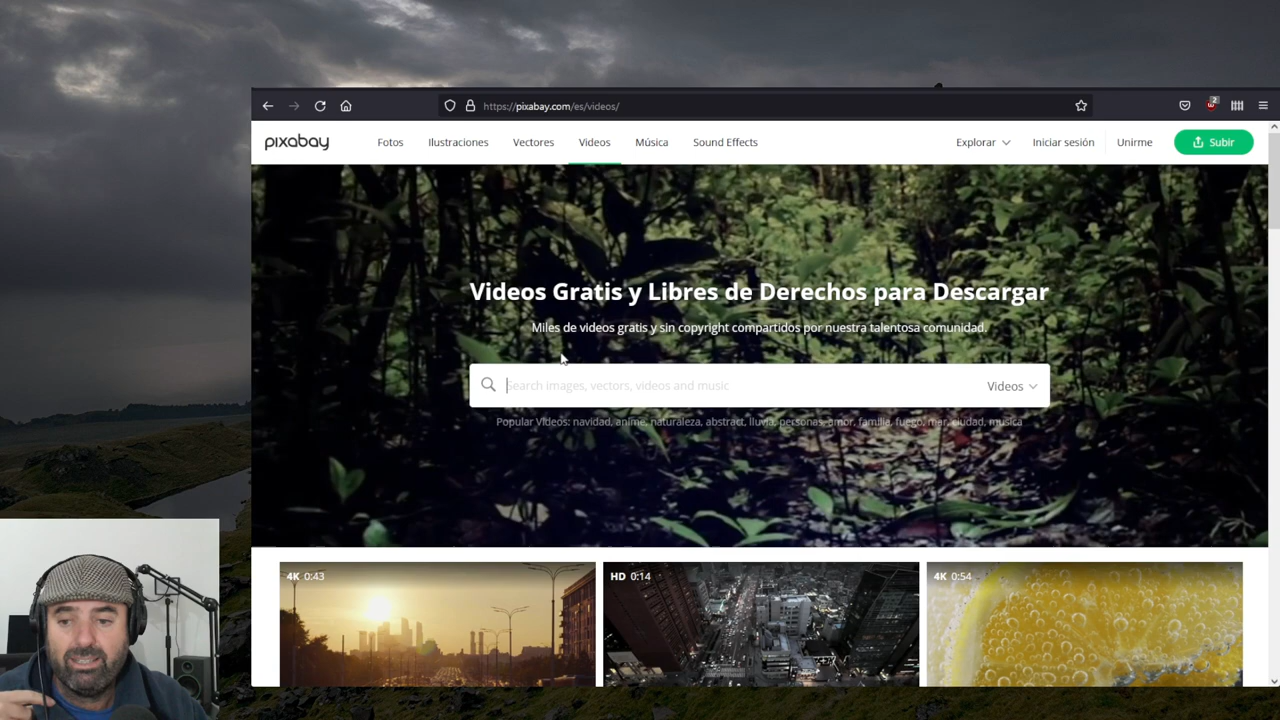 https://pixabay.com/es/videos/
2
pixabay
Fotos
Ilustraciones
Vectores
Videos
Música
Sound Effects
Explorar
Iniciar sesión
Unirme
Subir
Videos Gratis y Libres de Derechos para Descargar
Miles de videos gratis y sin copyright compartidos por nuestra talentosa comunidad.
Search images, vectors, videos and music
Videos
Popular Videos: navidad, anime, naturaleza, abstract, lluvia, personas, amor, familia, fuego, mar, ciudad, musica
4K 0:43
HD 0:14
4K 0:54